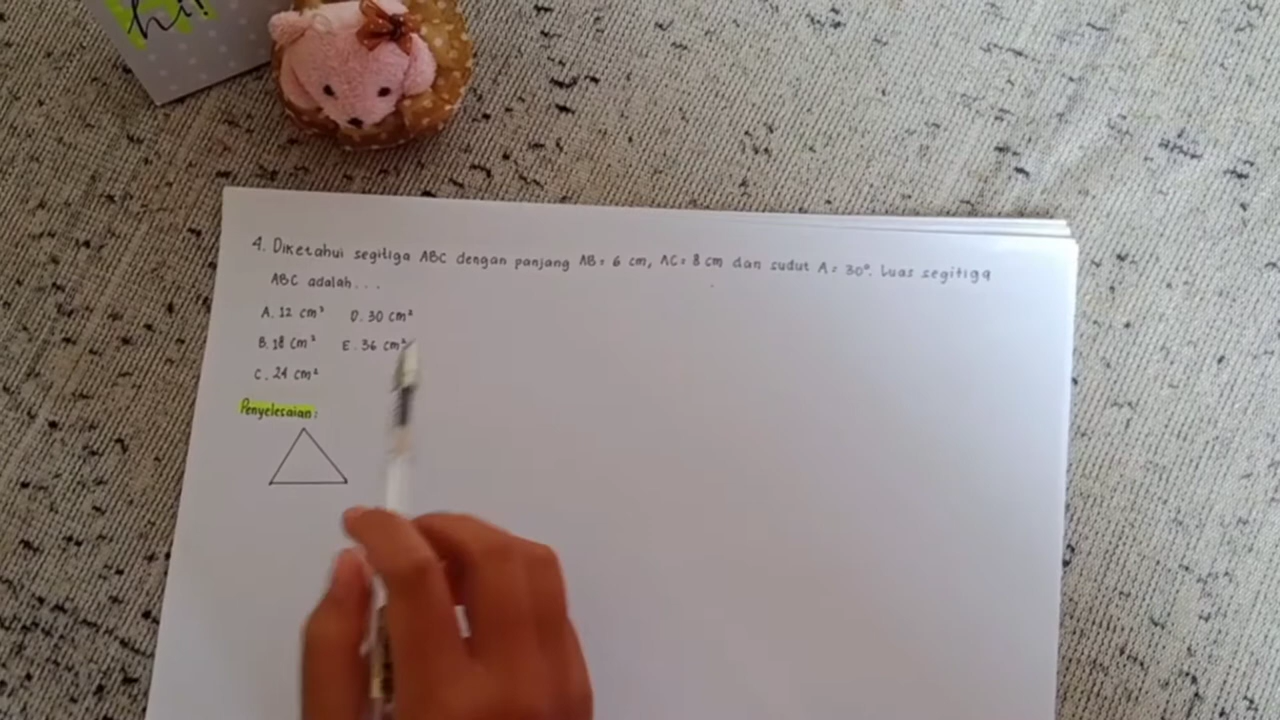 hi!
4. Diketahui segitiga ABC dengan panjang AB = 6 cm, AC = 8 cm dan sudut A = 30°. Luas segitiga
ABC adalah...
A. 12 cm² D. 30 cm²
B. 18 cm² E. 36 cm²
C. 24 cm²
Penyelesaian: